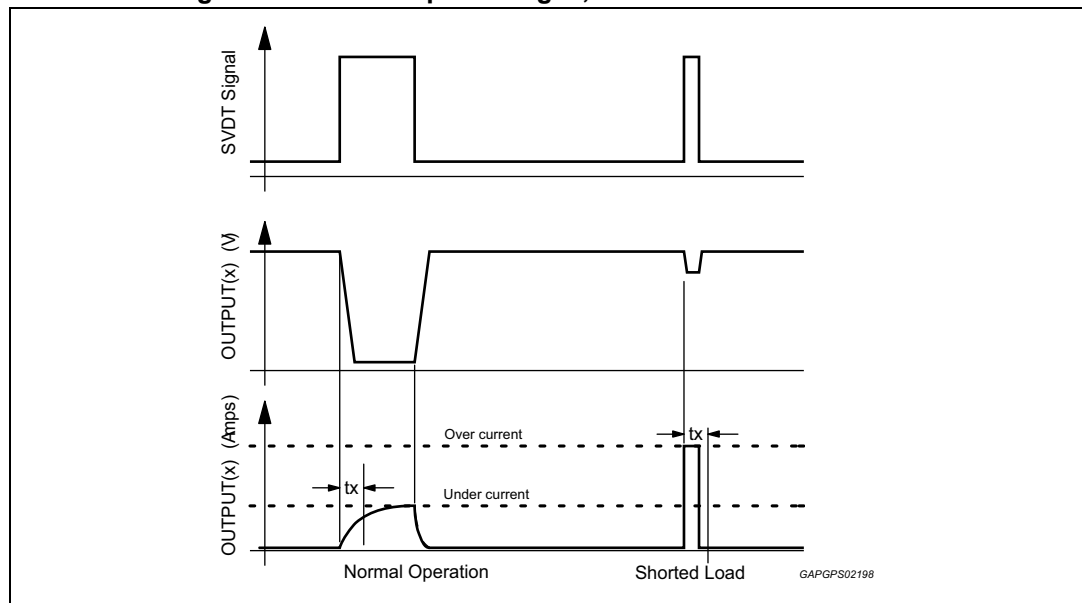 SVDT Signal
OUTPUT(x) (V)
OUTPUT(x) (Amps)
Over current
tx
tx
Under current
Normal Operation
Shorted Load
GAPGPS02198